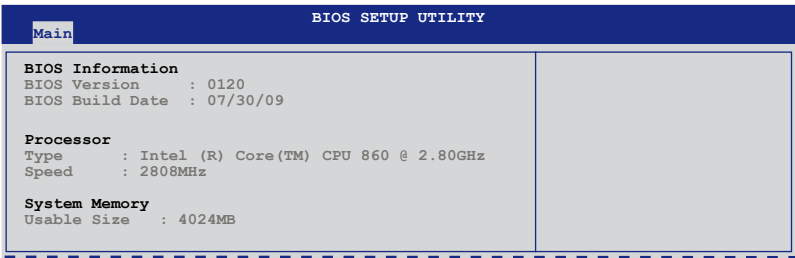 BIOS SETUP UTILITY
Main
BIOS Information
BIOS Version : 0120
BIOS Build Date : 07/30/09
Processor
Type : Intel (R) Core(TM) CPU 860 @ 2.80GHz
Speed : 2808MHz
System Memory
Usable Size : 4024MB